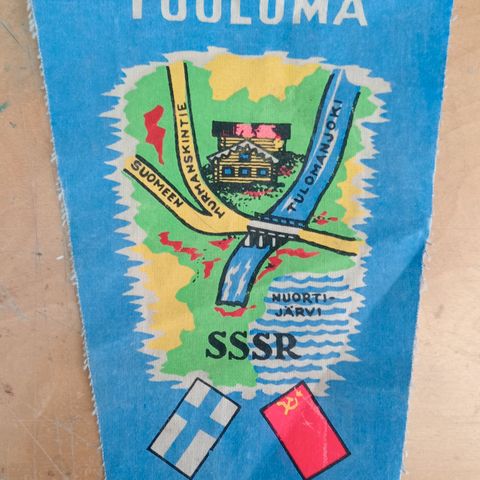 TUULOMA
SUOMEEN
MURMANSKINTIE
TULOMANJOKI
NUORTI-
JÄRVI
SSSR